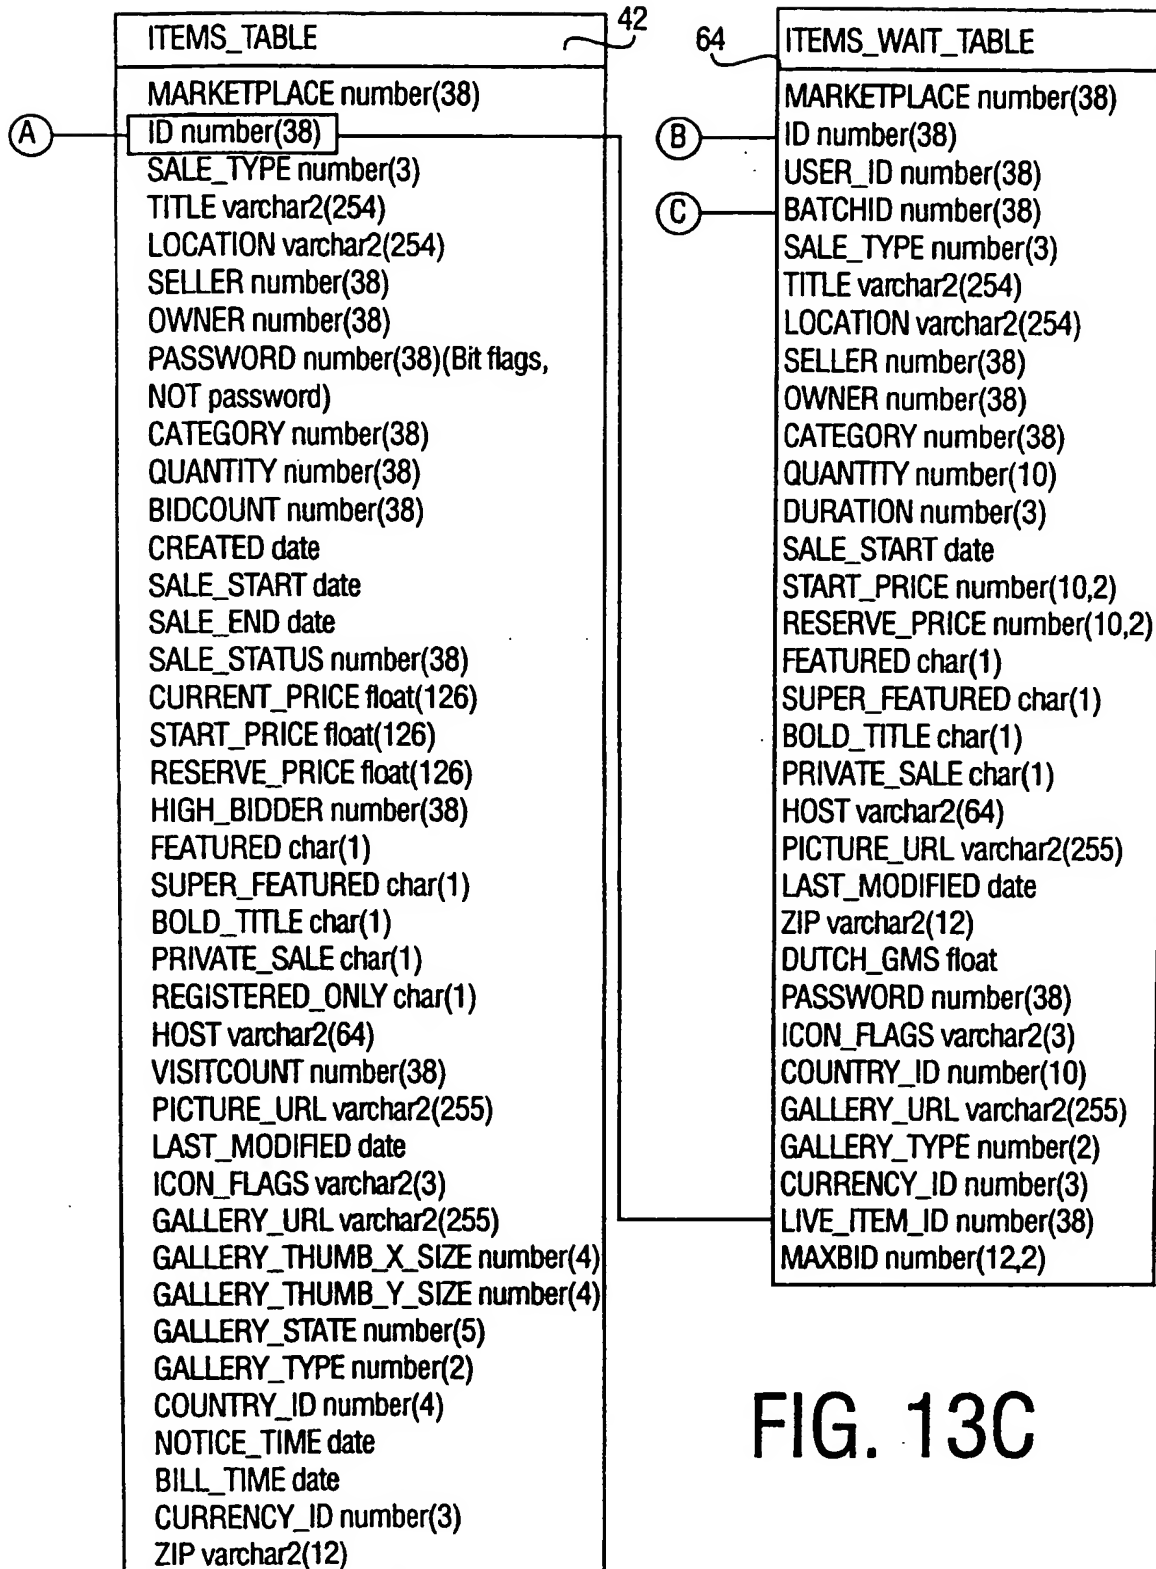 ITEMS_TABLE
42
MARKETPLACE number(38)
A
ID number(38)
SALE_TYPE number(3)
TITLE varchar2(254)
LOCATION varchar2(254)
SELLER number(38)
OWNER number(38)
PASSWORD number(38)(Bit flags,
NOT password)
CATEGORY number(38)
QUANTITY number(38)
BIDCOUNT number(38)
CREATED date
SALE_START date
SALE_END date
SALE_STATUS number(38)
CURRENT_PRICE float(126)
START_PRICE float(126)
RESERVE_PRICE float(126)
HIGH_BIDDER number(38)
FEATURED char(1)
SUPER_FEATURED char(1)
BOLD_TITLE char(1)
PRIVATE_SALE char(1)
REGISTERED_ONLY char(1)
HOST varchar2(64)
VISITCOUNT number(38)
PICTURE_URL varchar2(255)
LAST_MODIFIED date
ICON_FLAGS varchar2(3)
GALLERY_URL varchar2(255)
GALLERY_THUMB_X_SIZE number(4)
GALLERY_THUMB_Y_SIZE number(4)
GALLERY_STATE number(5)
GALLERY_TYPE number(2)
COUNTRY_ID number(4)
NOTICE_TIME date
BILL_TIME date
CURRENCY_ID number(3)
ZIP varchar2(12)
64
ITEMS_WAIT_TABLE
MARKETPLACE number(38)
B
ID number(38)
USER_ID number(38)
C
BATCHID number(38)
SALE_TYPE number(3)
TITLE varchar2(254)
LOCATION varchar2(254)
SELLER number(38)
OWNER number(38)
CATEGORY number(38)
QUANTITY number(10)
DURATION number(3)
SALE_START date
START_PRICE number(10,2)
RESERVE_PRICE number(10,2)
FEATURED char(1)
SUPER_FEATURED char(1)
BOLD_TITLE char(1)
PRIVATE_SALE char(1)
HOST varchar2(64)
PICTURE_URL varchar2(255)
LAST_MODIFIED date
ZIP varchar2(12)
DUTCH_GMS float
PASSWORD number(38)
ICON_FLAGS varchar2(3)
COUNTRY_ID number(10)
GALLERY_URL varchar2(255)
GALLERY_TYPE number(2)
CURRENCY_ID number(3)
LIVE_ITEM_ID number(38)
MAXBID number(12,2)
FIG. 13C